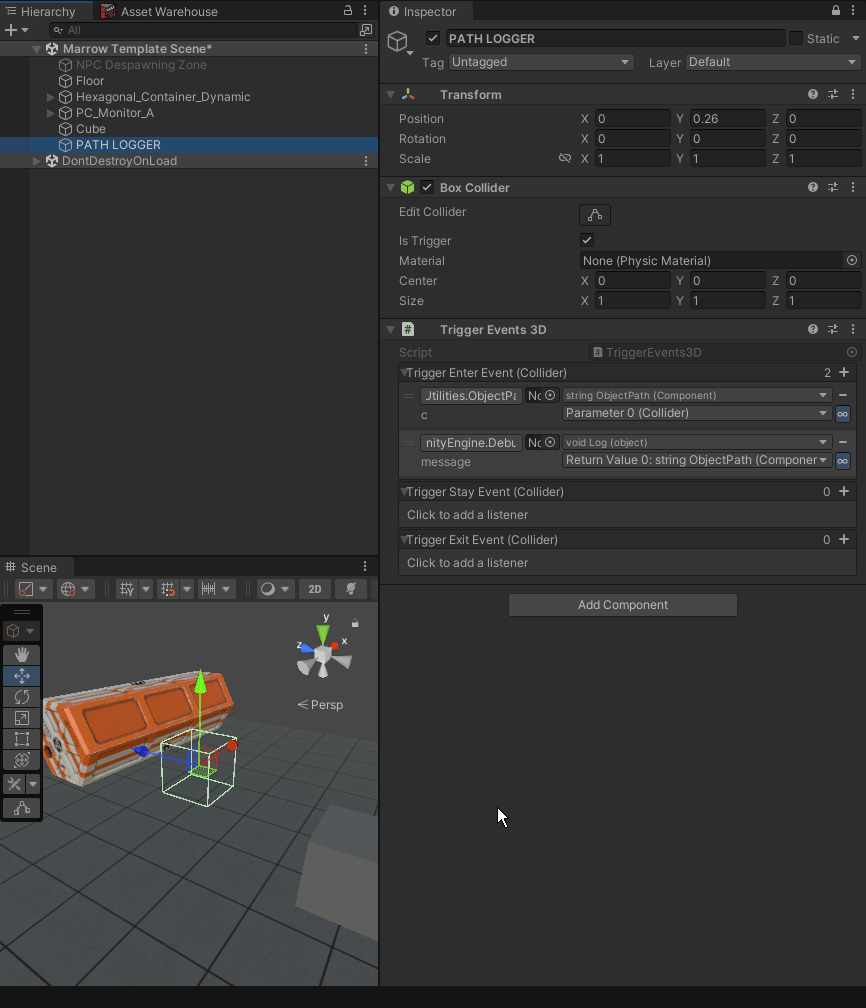 Hierarchy
Asset Warehouse
All
Marrow Template Scene*
NPC Despawning Zone
Floor
Hexagonal_Container_Dynamic
PC_Monitor_A
Cube
PATH LOGGER
DontDestroyOnLoad
Scene
2D
y
x
z
Persp
Inspector
PATH LOGGER
Static
Tag Untagged Layer Default
Transform
Position X 0 Y 0.26 Z 0
Rotation X 0 Y 0 Z 0
Scale X 1 Y 1 Z 1
Box Collider
Edit Collider
Is Trigger
Material None (Physic Material)
Center X 0 Y 0 Z 0
Size X 1 Y 1 Z 1
Trigger Events 3D
Script TriggerEvents3D
Trigger Enter Event (Collider) 2
Utilities.ObjectPa Nc string ObjectPath (Component)
c Parameter 0 (Collider)
nityEngine.Debu Nc void Log (object)
message Return Value 0: string ObjectPath (Componer
Trigger Stay Event (Collider) 0
Click to add a listener
Trigger Exit Event (Collider) 0
Click to add a listener
Add Component